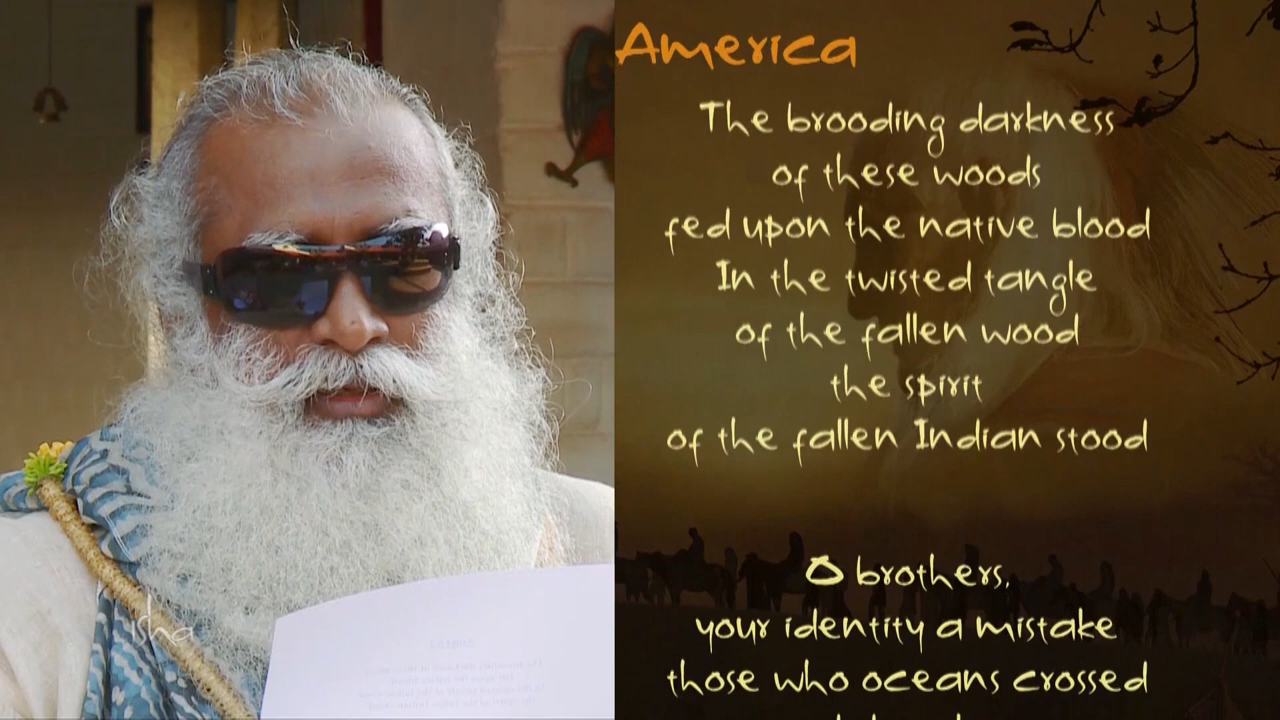 America
The brooding darkness
of these woods
fed upon the native blood
In the twisted tangle
of the fallen wood
the spirit
of the fallen Indian stood
O brothers,
your identity a mistake
those who oceans crossed
isha